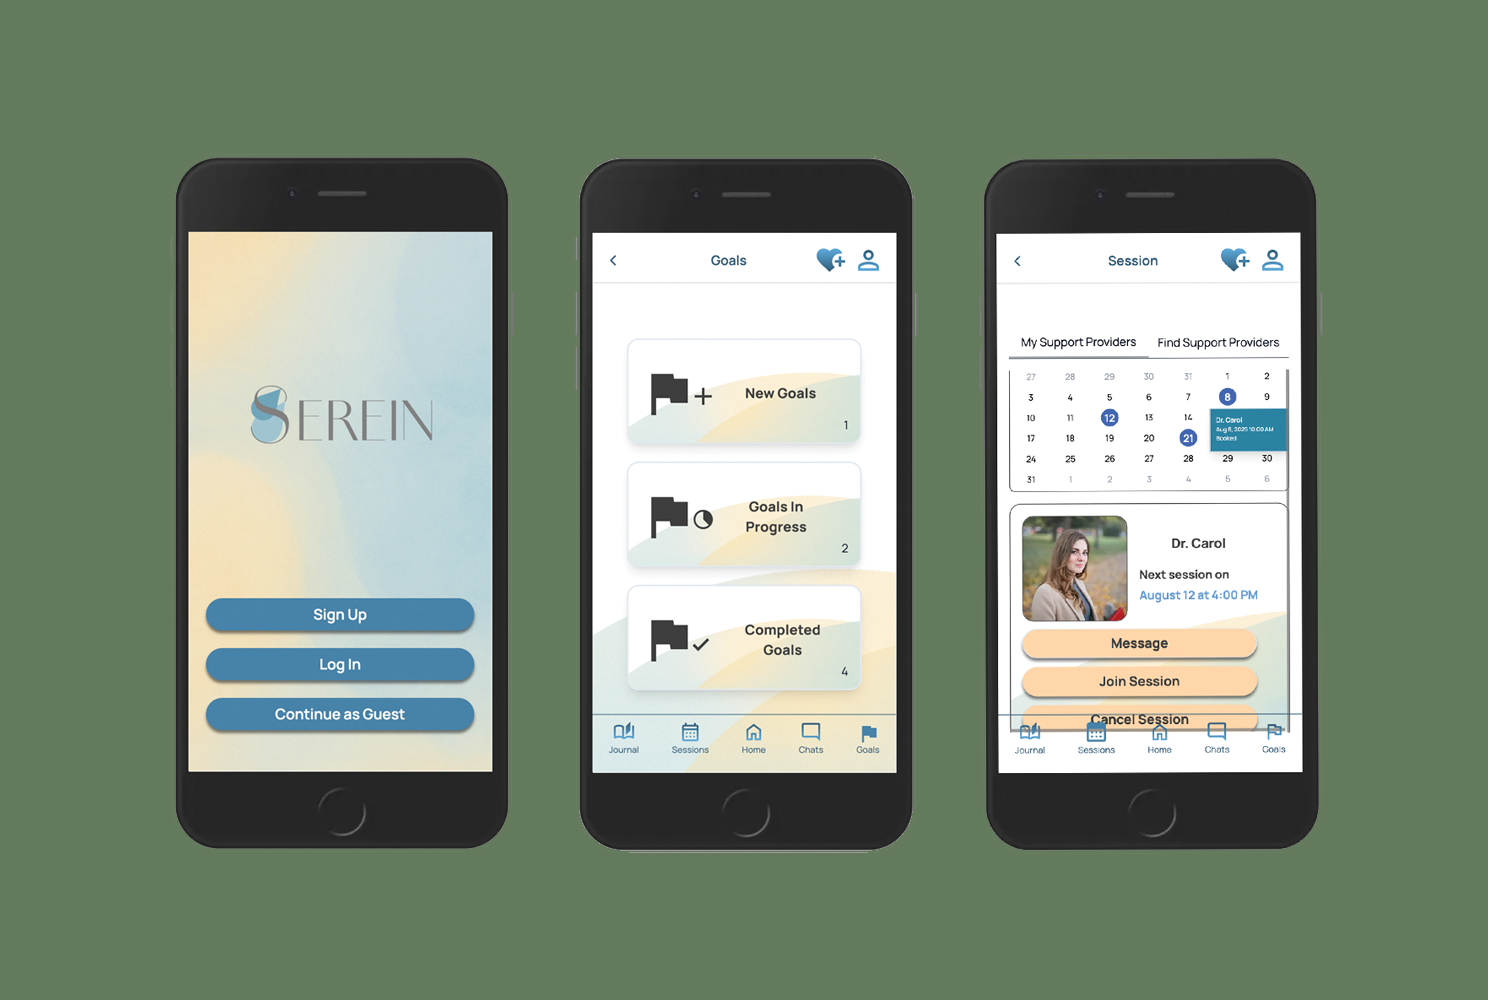 SEREIN
Sign Up
Log In
Continue as Guest
Goals
New Goals
1
Goals In
Progress
2
Completed
Goals
4
Journal Sessions Home Chats Goals
Session
My Support Providers Find Support Providers
27 28 29 30 31 1 2
3 4 5 6 7 8 9
10 11 12 13 14
17 18 19 20 21
24 25 26 27 28 29 30
31 1 2 3 4 5 6
Dr. Carol
Aug 8, 2025 10:00 AM
Booked
Dr. Carol
Next session on
August 12 at 4:00 PM
Message
Join Session
Cancel Session
Journal Sessions Home Chats Goals